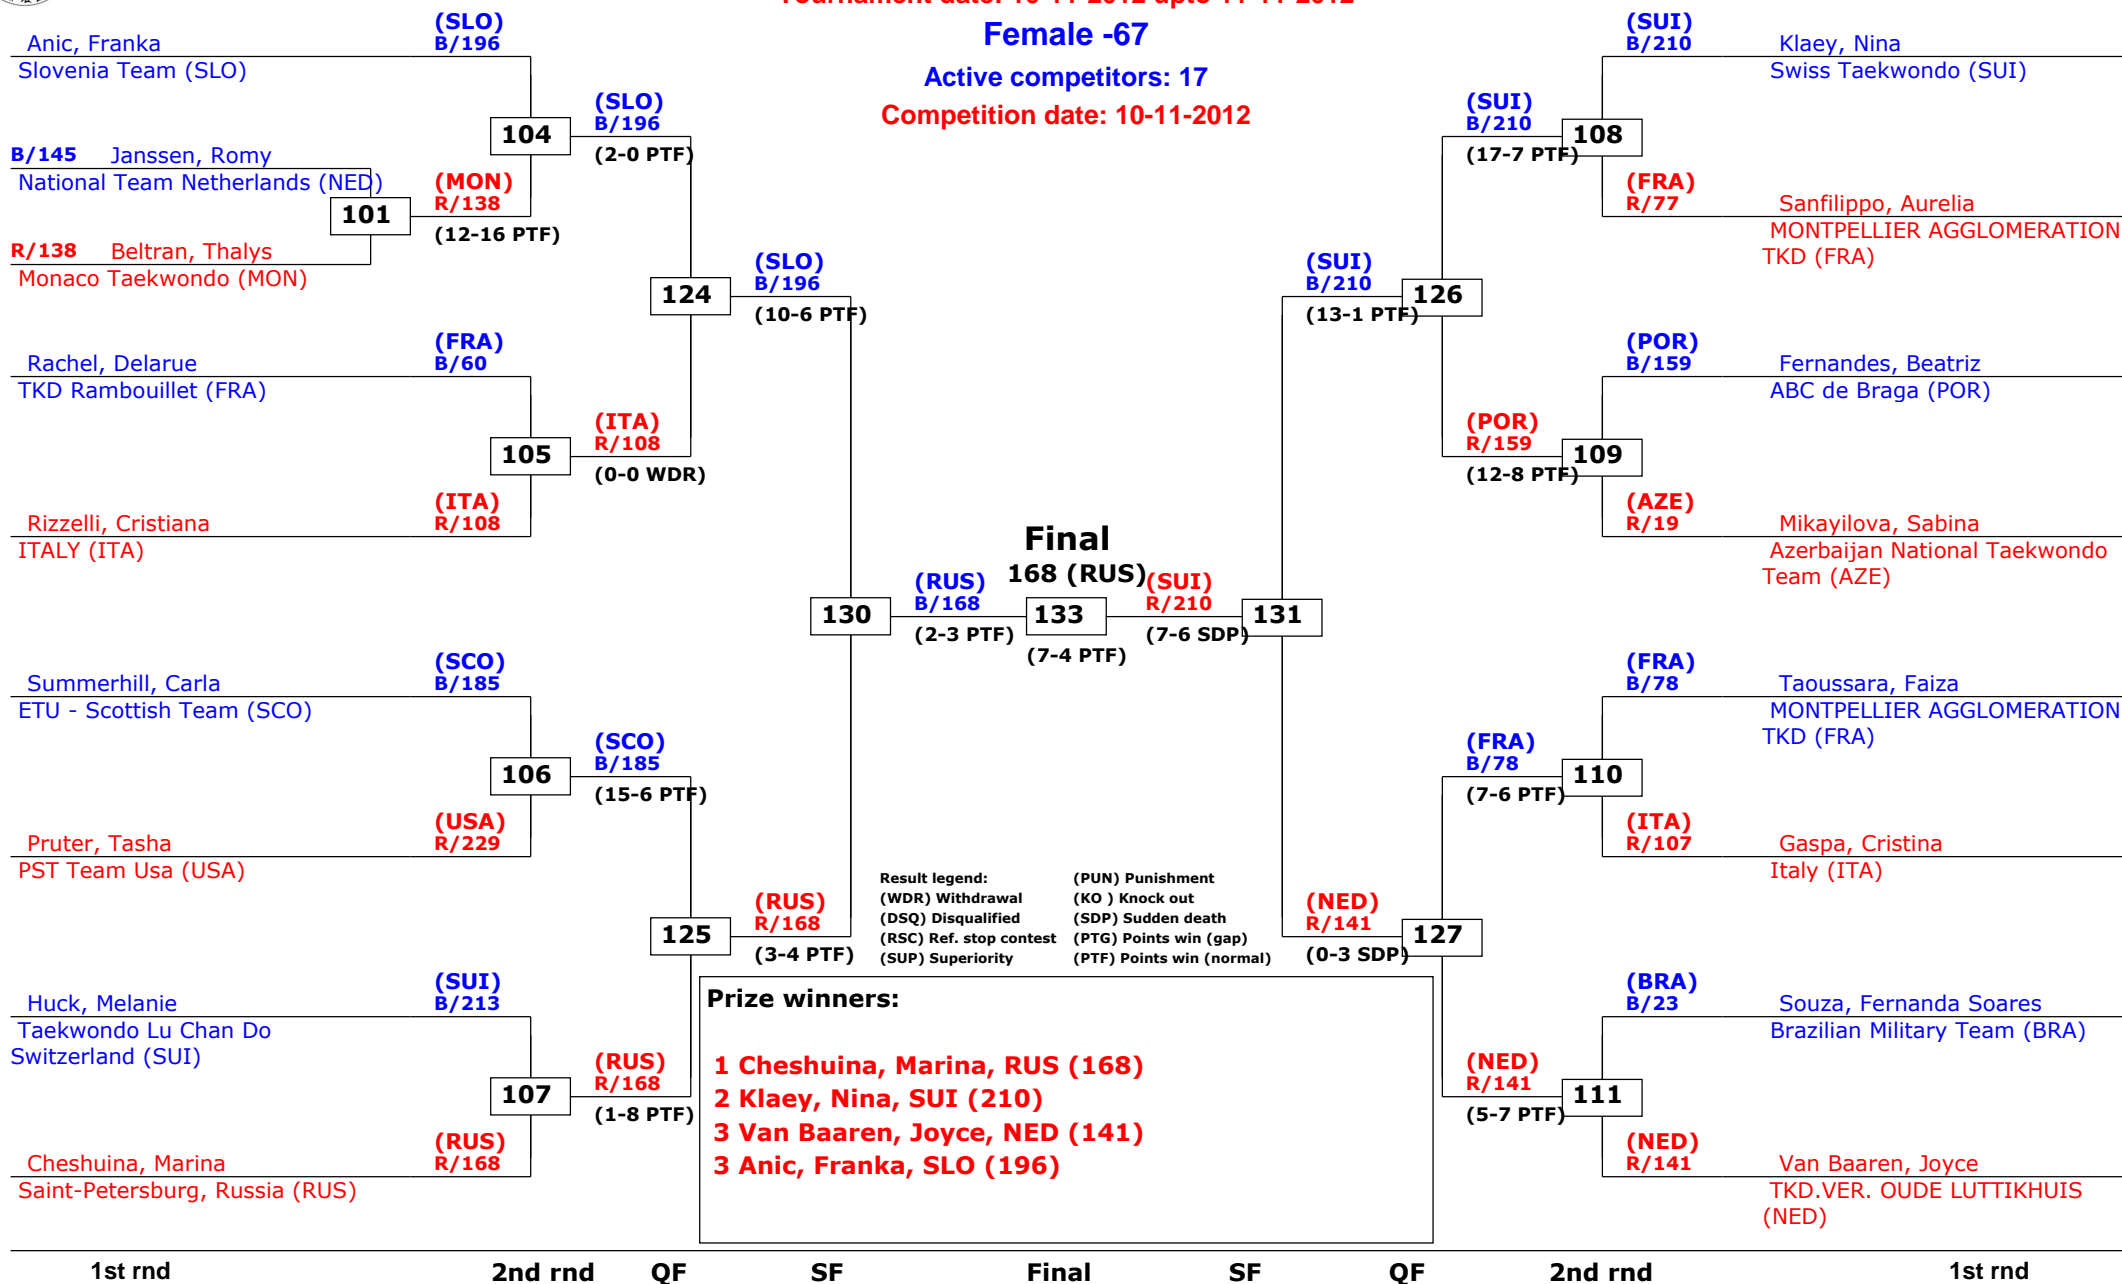 Tournament date: 10-11-2012 upto 11-11-2012
Female -67
Active competitors: 17
Competition date: 10-11-2012
Anic, Franka
Slovenia Team (SLO)
(SLO)
B/196
B/145 Janssen, Romy
National Team Netherlands (NED)
R/138 Beltran, Thalys
Monaco Taekwondo (MON)
101
(MON)
R/138
(12-16 PTF)
104
(SLO)
B/196
(2-0 PTF)
Rachel, Delarue
TKD Rambouillet (FRA)
(FRA)
B/60
Rizzelli, Cristiana
ITALY (ITA)
(ITA)
R/108
105
(ITA)
R/108
(0-0 WDR)
124
(SLO)
B/196
(10-6 PTF)
Summerhill, Carla
ETU - Scottish Team (SCO)
(SCO)
B/185
Pruter, Tasha
PST Team Usa (USA)
(USA)
R/229
106
(SCO)
B/185
(15-6 PTF)
Huck, Melanie
Taekwondo Lu Chan Do
Switzerland (SUI)
(SUI)
B/213
Cheshuina, Marina
Saint-Petersburg, Russia (RUS)
(RUS)
R/168
107
(RUS)
R/168
(1-8 PTF)
125
(RUS)
R/168
(3-4 PTF)
130
(RUS)
B/168
(2-3 PTF)
Final
168 (RUS)
133
(7-4 PTF)
(SUI)
R/210
(7-6 SDP)
131
(SUI)
B/210
(13-1 PTF)
126
(SUI)
B/210
(17-7 PTF)
108
(SUI)
B/210
Klaey, Nina
Swiss Taekwondo (SUI)
(FRA)
R/77
Sanfilippo, Aurelia
MONTPELLIER AGGLOMERATION
TKD (FRA)
(POR)
R/159
(12-8 PTF)
109
(POR)
B/159
Fernandes, Beatriz
ABC de Braga (POR)
(AZE)
R/19
Mikayilova, Sabina
Azerbaijan National Taekwondo
Team (AZE)
(NED)
R/141
(0-3 SDP)
127
(FRA)
B/78
(7-6 PTF)
110
(FRA)
B/78
Taoussara, Faiza
MONTPELLIER AGGLOMERATION
TKD (FRA)
(ITA)
R/107
Gaspa, Cristina
Italy (ITA)
(NED)
R/141
(5-7 PTF)
111
(BRA)
B/23
Souza, Fernanda Soares
Brazilian Military Team (BRA)
(NED)
R/141
Van Baaren, Joyce
TKD.VER. OUDE LUTTIKHUIS
(NED)
Result legend: (PUN) Punishment
(WDR) Withdrawal (KO ) Knock out
(DSQ) Disqualified (SDP) Sudden death
(RSC) Ref. stop contest (PTG) Points win (gap)
(SUP) Superiority (PTF) Points win (normal)
Prize winners:
1 Cheshuina, Marina, RUS (168)
2 Klaey, Nina, SUI (210)
3 Van Baaren, Joyce, NED (141)
3 Anic, Franka, SLO (196)
1st rnd 2nd rnd QF SF Final SF QF 2nd rnd 1st rnd